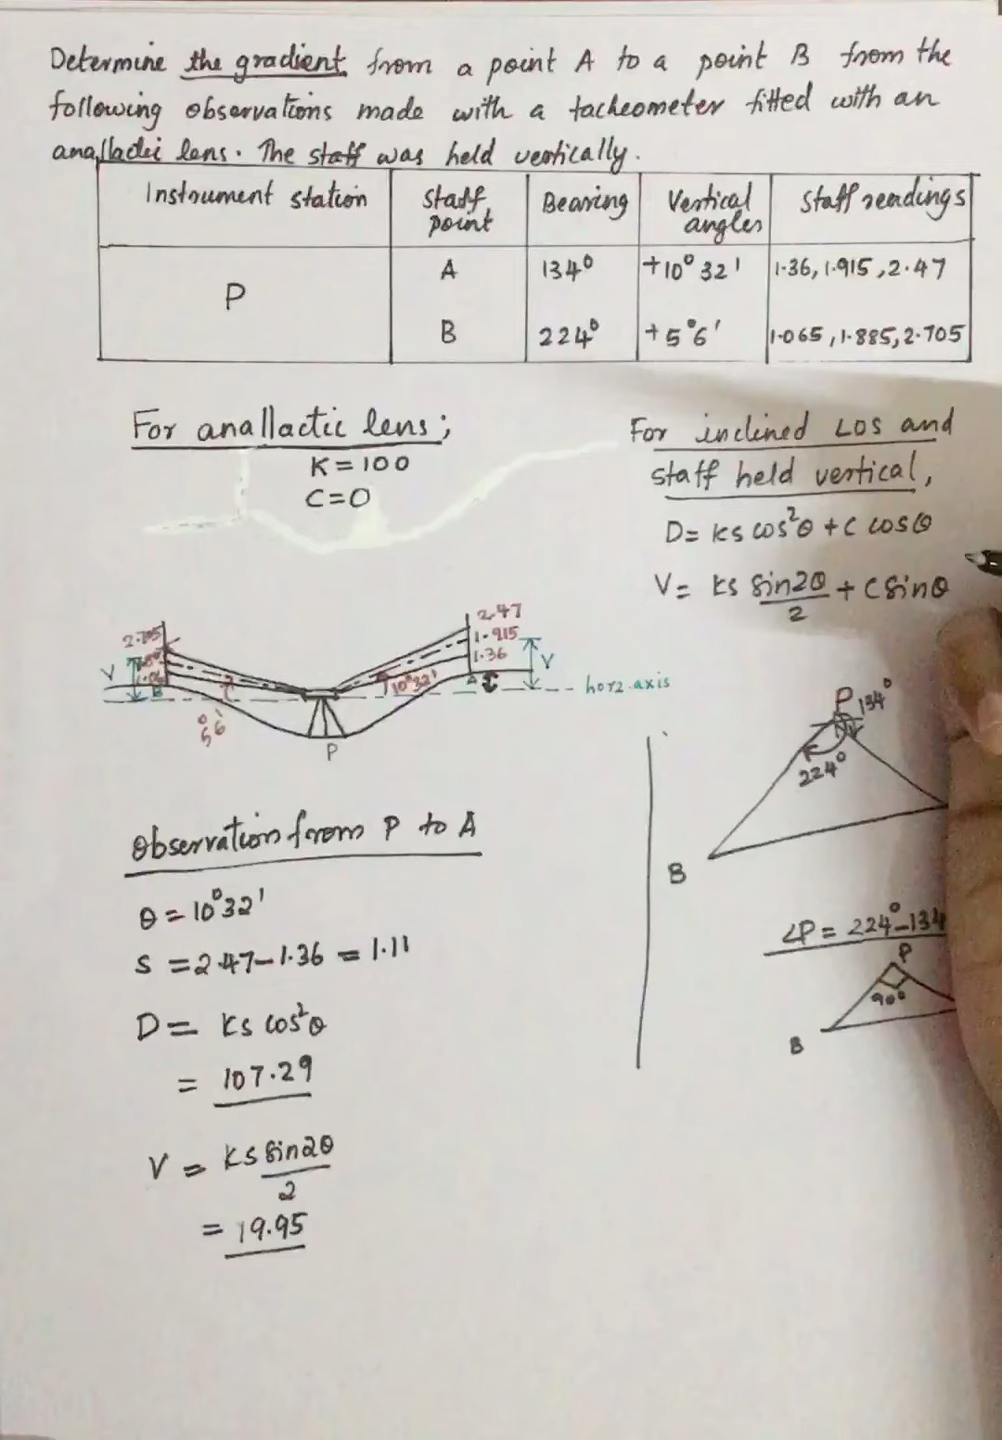 Determine the gradient from a point A to a point B from the
following observations made with a tacheometer fitted with an
anallactic lens. The staff was held vertically.
Instrument station Staff point Bearing Vertical angles Staff readings
P
A 134° +10°32' 1.36, 1.915, 2.47
B 224° +5°6' 1.065, 1.885, 2.705
For anallactic lens;
K = 100
C = 0
For inclined LOS and
staff held vertical,
D = ks cos²θ + C cosθ
V = ks sin2θ/2 + C sinθ
2.47
1.915
1.36
V
A
10°32'
horz.axis
2.705
V
B
5°6'
P
P
134°
224°
B
∠P = 224° - 134
P
90°
B
Observation from P to A
θ = 10°32'
S = 2.47 - 1.36 = 1.11
D = Ks cos²θ
= 107.29
V = Ks sin2θ/2
= 19.95